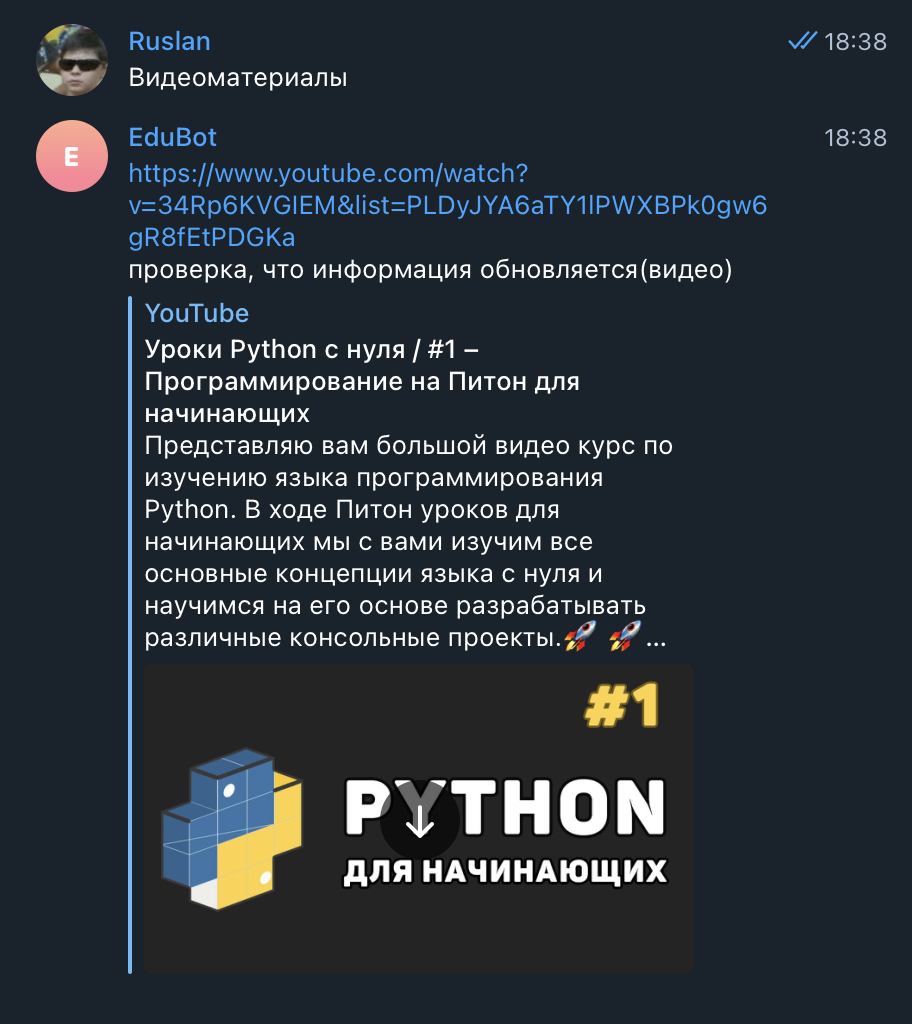 Ruslan 18:38
Видеоматериалы
E
EduBot 18:38
https://www.youtube.com/watch?
v=34Rp6KVGlEM&list=PLDyJYA6aTY1lPWXBPk0gw6
gR8fEtPDGKa
проверка, что информация обновляется(видео)
YouTube
Уроки Python с нуля / #1 –
Программирование на Питон для
начинающих
Представляю вам большой видео курс по
изучению языка программирования
Python. В ходе Питон уроков для
начинающих мы с вами изучим все
основные концепции языка с нуля и
научимся на его основе разрабатывать
различные консольные проекты.🚀 🚀 ...
#1
PYTHON
ДЛЯ НАЧИНАЮЩИХ